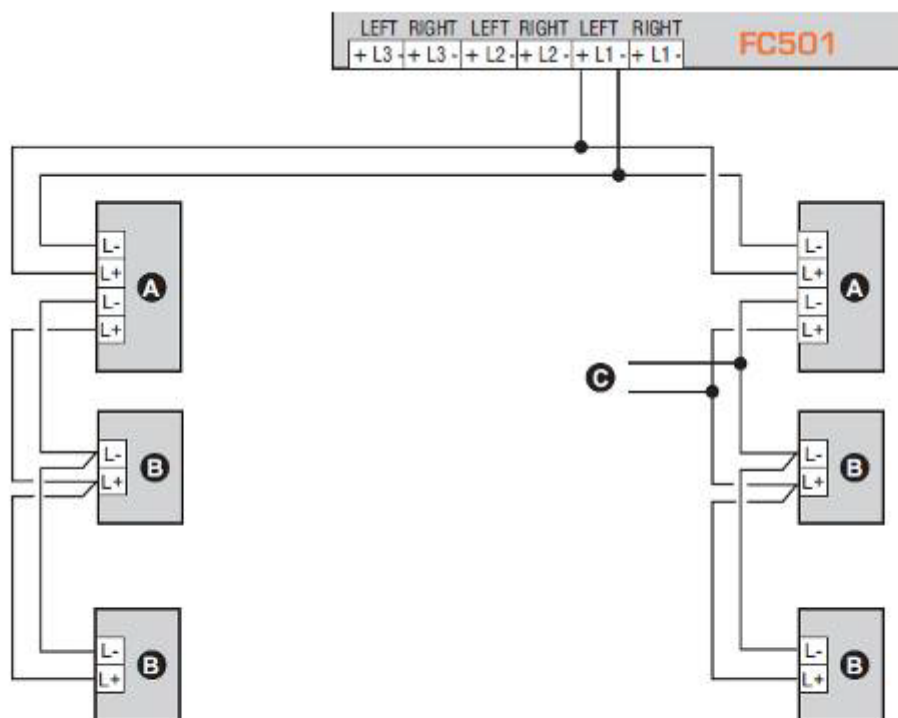 LEFT RIGHT LEFT RIGHT LEFT RIGHT
+ L3 - + L3 - + L2 - + L2 - + L1 - + L1 -
FC501
L-
L+
L-
L+
A
L-
L+
L-
L+
A
C
L-
L+
B
L-
L+
B
L-
L+
B
L-
L+
B